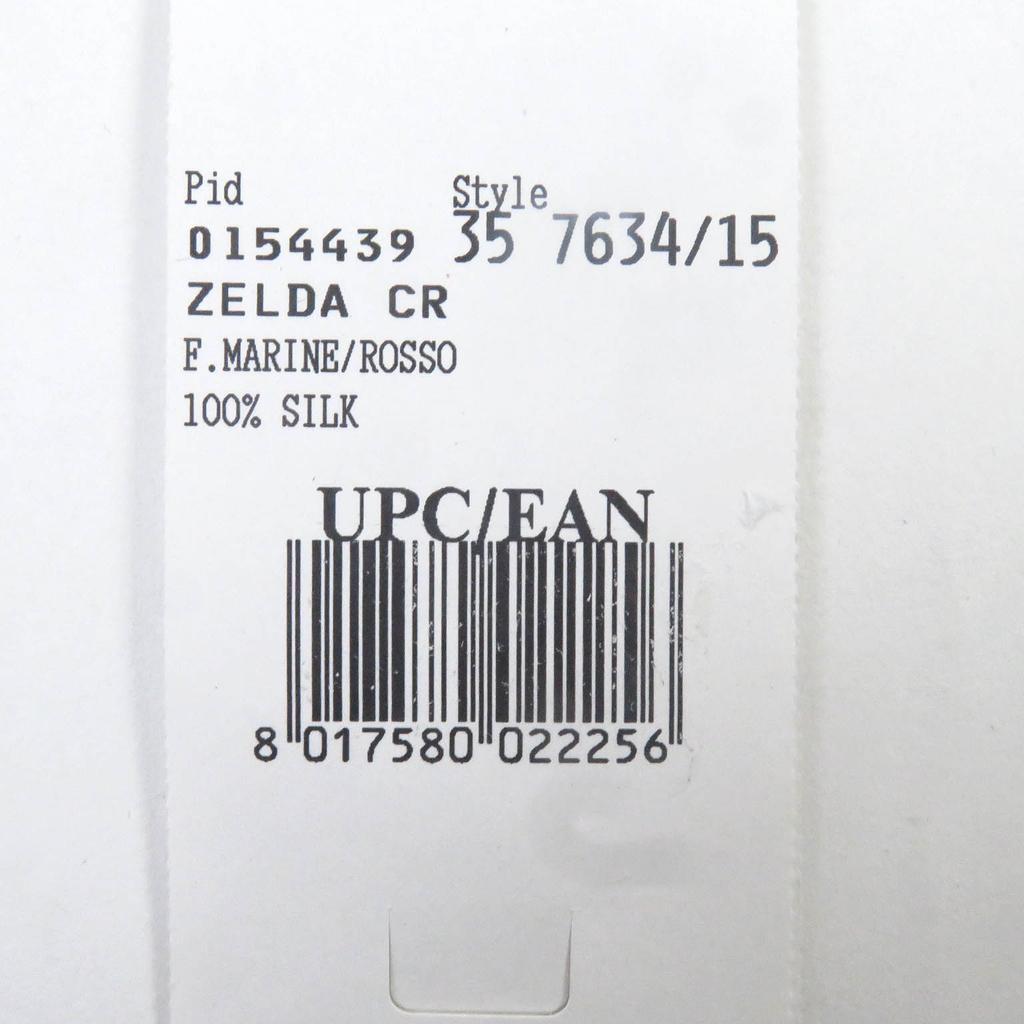 Pid Style
0154439 35 7634/15
ZELDA CR
F.MARINE/ROSSO
100% SILK
UPC/EAN
8 017580 022256